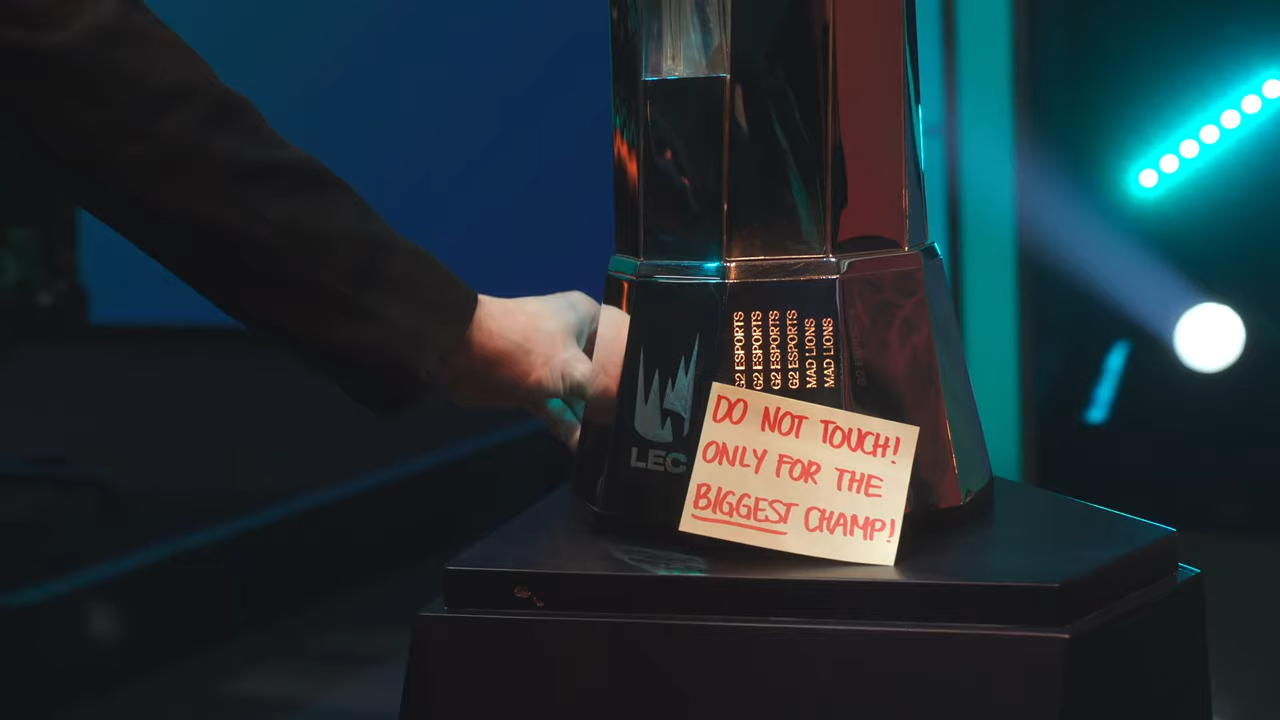 G2 ESPORTS
G2 ESPORTS
G2 ESPORTS
G2 ESPORTS
MAD LIONS
MAD LIONS
LEC
DO NOT TOUCH!
ONLY FOR THE
BIGGEST CHAMP!